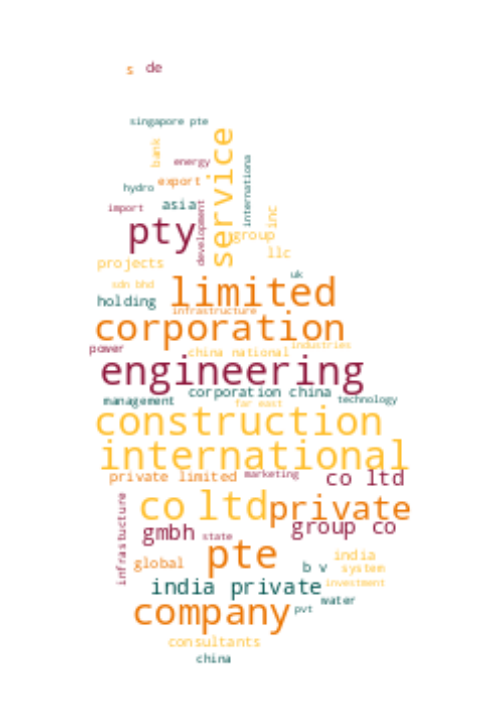 s de
singapore pte
bank
service
energy
internationa
export
hydro
asia
import
development
inc
pty
group
llc
projects
uk
sdn bhd
limited
holding
infrastructure
corporation
industries
power
china national
engineering
corporation china
management
far east
technology
construction
international
private limited
marketing
co ltd
infrastucture
co ltd
private
group co
gmbh
state
pte
india
global
b v
system
india private
investment
water
company
pvt
consultants
china